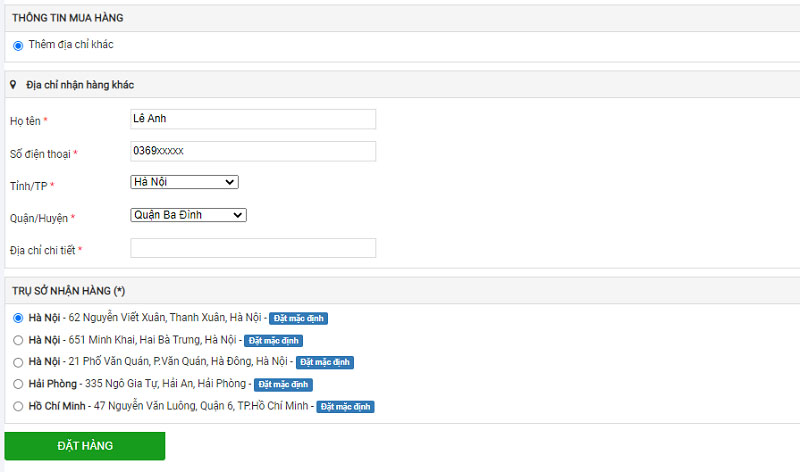 THÔNG TIN MUA HÀNG
Thêm địa chỉ khác
Địa chỉ nhận hàng khác
Họ tên * Lê Anh
Số điện thoại * 0369xxxxx
Tỉnh/TP * Hà Nội
Quận/Huyện * Quận Ba Đình
Địa chỉ chi tiết *
TRỤ SỞ NHẬN HÀNG (*)
Hà Nội - 62 Nguyễn Viết Xuân, Thanh Xuân, Hà Nội - Đặt mặc định
Hà Nội - 651 Minh Khai, Hai Bà Trưng, Hà Nội - Đặt mặc định
Hà Nội - 21 Phố Văn Quán, P.Văn Quán, Hà Đông, Hà Nội - Đặt mặc định
Hải Phòng - 335 Ngô Gia Tự, Hải An, Hải Phòng - Đặt mặc định
Hồ Chí Minh - 47 Nguyễn Văn Luông, Quận 6, TP.Hồ Chí Minh - Đặt mặc định
ĐẶT HÀNG